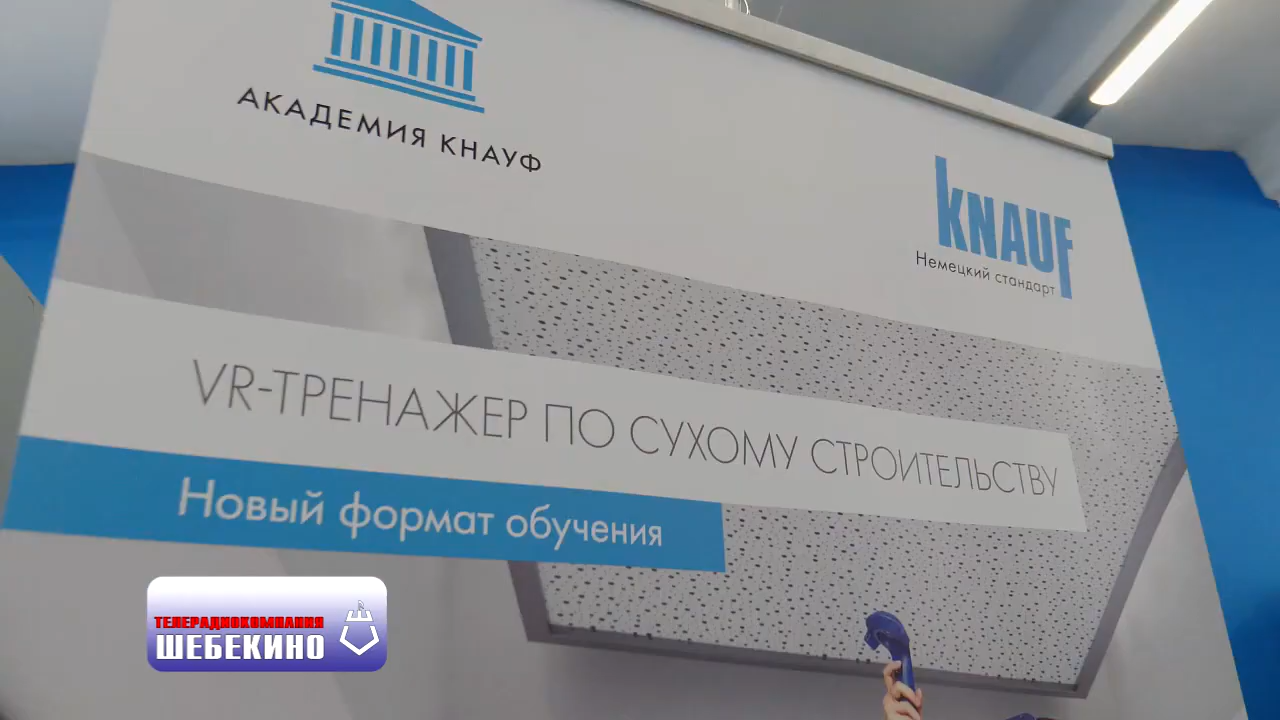 АКАДЕМИЯ КНАУФ
KNAUF
Немецкий стандарт
VR-ТРЕНАЖЕР ПО СУХОМУ СТРОИТЕЛЬСТВУ
Новый формат обучения
ТЕЛЕРАДИОКОМПАНИЯ
ШЕБЕКИНО